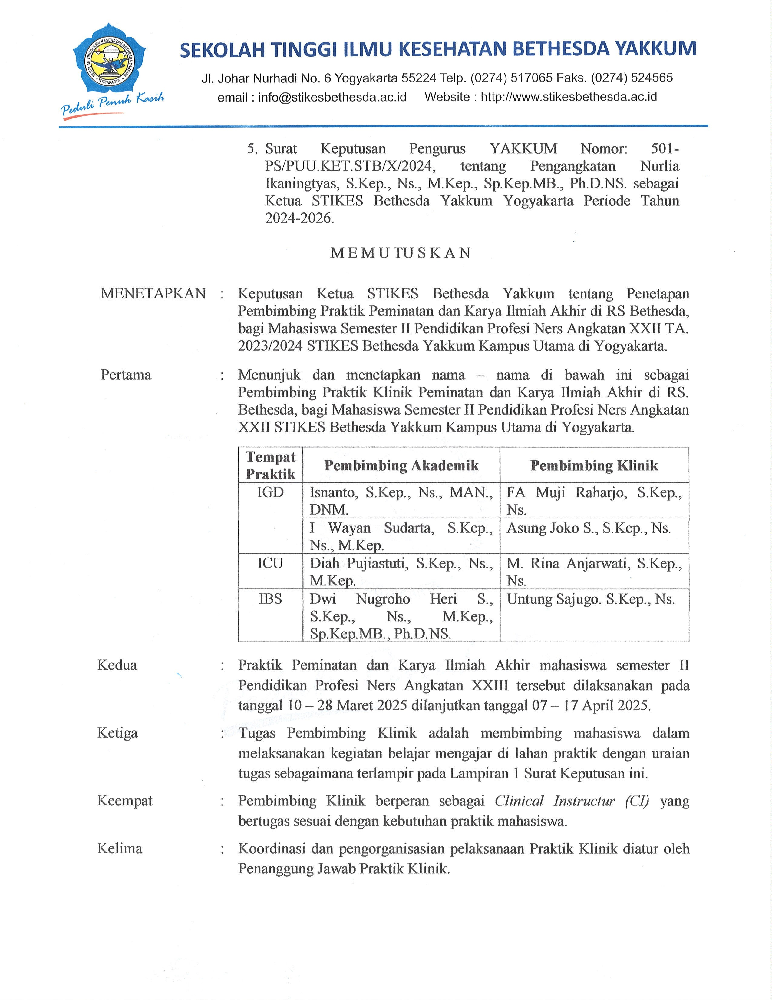 SEKOLAH TINGGI ILMU KESEHATAN BETHESDA YAKKUM
YOGYAKARTA
Peduli Penuh Kasih
SEKOLAH TINGGI ILMU KESEHATAN BETHESDA YAKKUM
Jl. Johar Nurhadi No. 6 Yogyakarta 55224 Telp. (0274) 517065 Faks. (0274) 524565
email : info@stikesbethesda.ac.id Website : http://www.stikesbethesda.ac.id
5. Surat Keputusan Pengurus YAKKUM Nomor: 501-
PS/PUU.KET.STB/X/2024, tentang Pengangkatan Nurlia
Ikaningtyas, S.Kep., Ns., M.Kep., Sp.Kep.MB., Ph.D.NS. sebagai
Ketua STIKES Bethesda Yakkum Yogyakarta Periode Tahun
2024-2026.
M E M U T U S K A N
MENETAPKAN : Keputusan Ketua STIKES Bethesda Yakkum tentang Penetapan
Pembimbing Praktik Peminatan dan Karya Ilmiah Akhir di RS Bethesda,
bagi Mahasiswa Semester II Pendidikan Profesi Ners Angkatan XXII TA.
2023/2024 STIKES Bethesda Yakkum Kampus Utama di Yogyakarta.
Pertama : Menunjuk dan menetapkan nama – nama di bawah ini sebagai
Pembimbing Praktik Klinik Peminatan dan Karya Ilmiah Akhir di RS.
Bethesda, bagi Mahasiswa Semester II Pendidikan Profesi Ners Angkatan
XXII STIKES Bethesda Yakkum Kampus Utama di Yogyakarta.
Tempat
Praktik
Pembimbing Akademik
Pembimbing Klinik
IGD
Isnanto, S.Kep., Ns., MAN.,
DNM.
FA Muji Raharjo, S.Kep.,
Ns.
I Wayan Sudarta, S.Kep.,
Ns., M.Kep.
Asung Joko S., S.Kep., Ns.
ICU
Diah Pujiastuti, S.Kep., Ns.,
M.Kep.
M. Rina Anjarwati, S.Kep.,
Ns.
IBS
Dwi Nugroho Heri S.,
S.Kep., Ns., M.Kep.,
Sp.Kep.MB., Ph.D.NS.
Untung Sajugo. S.Kep., Ns.
Kedua : Praktik Peminatan dan Karya Ilmiah Akhir mahasiswa semester II
Pendidikan Profesi Ners Angkatan XXIII tersebut dilaksanakan pada
tanggal 10 – 28 Maret 2025 dilanjutkan tanggal 07 – 17 April 2025.
Ketiga : Tugas Pembimbing Klinik adalah membimbing mahasiswa dalam
melaksanakan kegiatan belajar mengajar di lahan praktik dengan uraian
tugas sebagaimana terlampir pada Lampiran 1 Surat Keputusan ini.
Keempat : Pembimbing Klinik berperan sebagai Clinical Instructur (CI) yang
bertugas sesuai dengan kebutuhan praktik mahasiswa.
Kelima : Koordinasi dan pengorganisasian pelaksanaan Praktik Klinik diatur oleh
Penanggung Jawab Praktik Klinik.